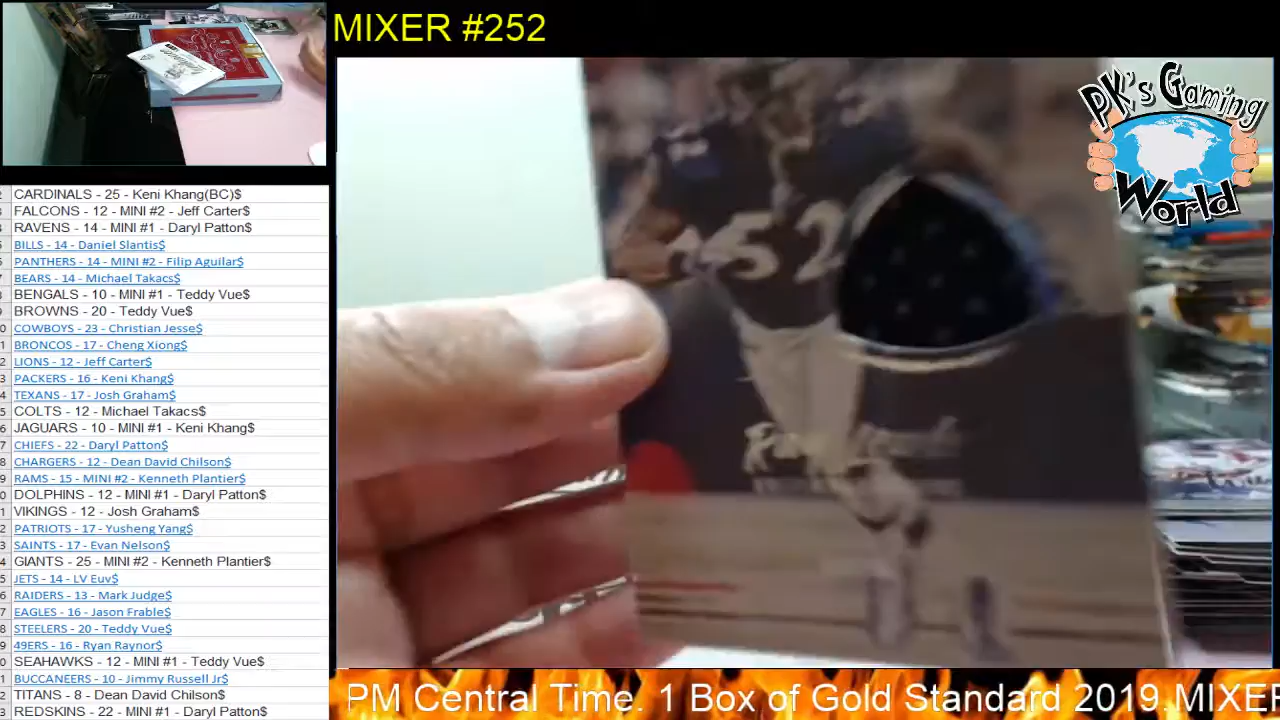 MIXER #252
PK's Gaming
World
CARDINALS - 25 - Keni Khang(BC)$
FALCONS - 12 - MINI #2 - Jeff Carter$
RAVENS - 14 - MINI #1 - Daryl Patton$
BILLS - 14 - Daniel Slantis$
PANTHERS - 14 - MINI #2 - Filip Aguilar$
BEARS - 14 - Michael Takacs$
BENGALS - 10 - MINI #1 - Teddy Vue$
BROWNS - 20 - Teddy Vue$
COWBOYS - 23 - Christian Jesse$
BRONCOS - 17 - Cheng Xiong$
LIONS - 12 - Jeff Carter$
PACKERS - 16 - Keni Khang$
TEXANS - 17 - Josh Graham$
COLTS - 12 - Michael Takacs$
JAGUARS - 10 - MINI #1 - Keni Khang$
CHIEFS - 22 - Daryl Patton$
CHARGERS - 12 - Dean David Chilson$
RAMS - 15 - MINI #2 - Kenneth Plantier$
DOLPHINS - 12 - MINI #1 - Daryl Patton$
VIKINGS - 12 - Josh Graham$
PATRIOTS - 17 - Yusheng Yang$
SAINTS - 17 - Evan Nelson$
GIANTS - 25 - MINI #2 - Kenneth Plantier$
JETS - 14 - LV Euv$
RAIDERS - 13 - Mark Judge$
EAGLES - 16 - Jason Frable$
STEELERS - 20 - Teddy Vue$
49ERS - 16 - Ryan Raynor$
SEAHAWKS - 12 - MINI #1 - Teddy Vue$
BUCCANEERS - 10 - Jimmy Russell Jr$
TITANS - 8 - Dean David Chilson$
REDSKINS - 22 - MINI #1 - Daryl Patton$
52
PM Central Time. 1 Box of Gold Standard 2019.MIXER